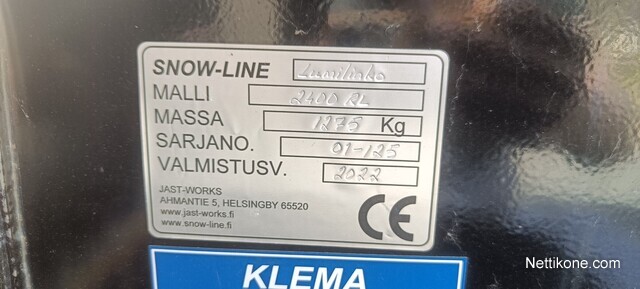 SNOW-LINE Lumilinko
MALLI 2400 RL
MASSA 1275 Kg
SARJANO. 01-125
VALMISTUSV. 2022
JAST-WORKS
AHMANTIE 5, HELSINGBY 65520
www.jast-works.fi
www.snow-line.fi
CE
KLEMA
Nettikone.com